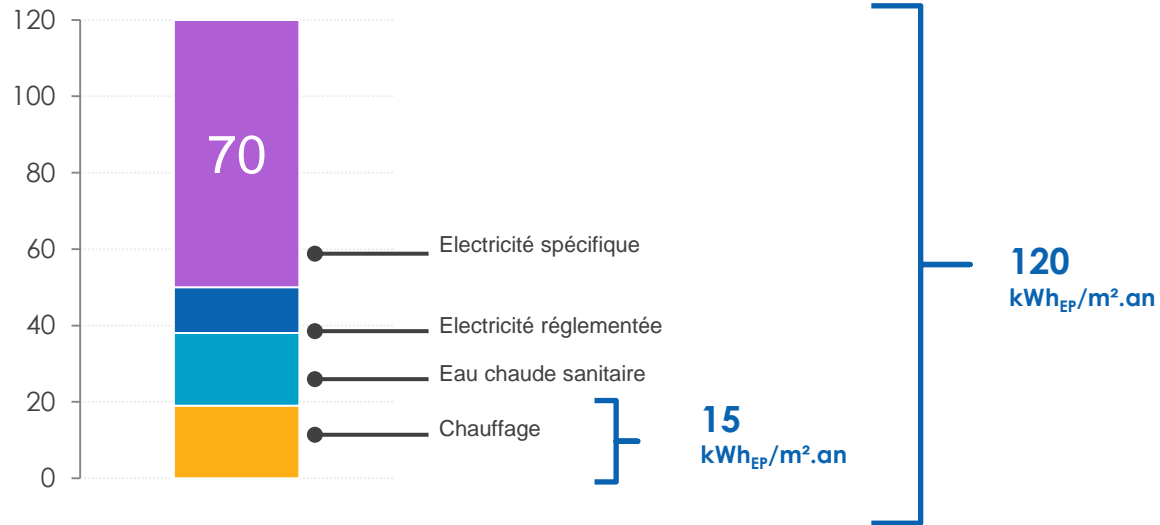 120
100
80
60
40
20
0
70
Electricité spécifique
Electricité réglementée
Eau chaude sanitaire
Chauffage
15
kWhEP/m².an
120
kWhEP/m².an